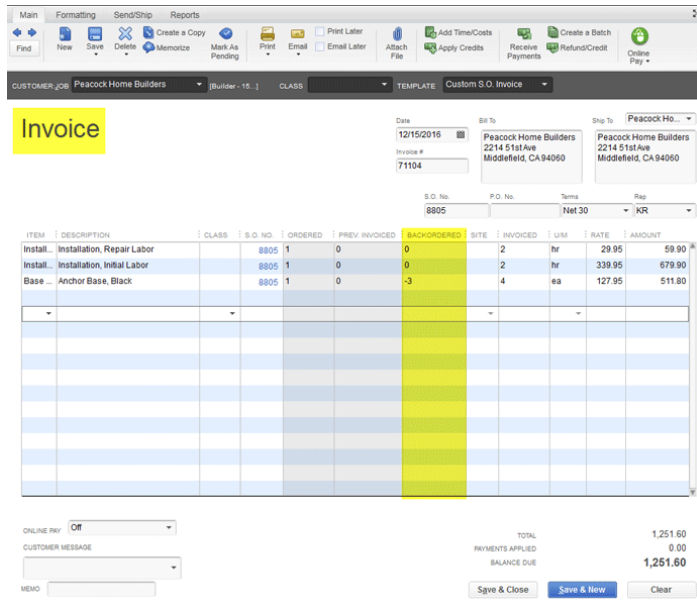 Main Formatting Send/Ship Reports
Find New Save Delete Create a Copy Memorize Mark As Pending Print Email Print Later Email Later Attach File Add Time/Costs Apply Credits Receive Payments Create a Batch Refund/Credit Online Pay
CUSTOMER:JOB Peacock Home Builders [Builder - 15...] CLASS TEMPLATE Custom S.O. Invoice
Invoice
Date
12/15/2016
Invoice #
71104
Bill To
Peacock Home Builders
2214 51st Ave
Middlefield, CA 94060
Ship To Peacock Ho...
Peacock Home Builders
2214 51st Ave
Middlefield, CA 94060
S.O. No. P.O. No. Terms Rep
8805 Net 30 KR
ITEM DESCRIPTION CLASS S.O. NO. ORDERED PREV. INVOICED BACKORDERED SITE INVOICED U/M RATE AMOUNT
Install... Installation, Repair Labor 8805 1 0 0 2 hr 29.95 59.90
Install... Installation, Initial Labor 8805 1 0 0 2 hr 339.95 679.90
Base ... Anchor Base, Black 8805 1 0 -3 4 ea 127.95 511.80
ONLINE PAY Off
CUSTOMER MESSAGE
MEMO
TOTAL 1,251.60
PAYMENTS APPLIED 0.00
BALANCE DUE 1,251.60
Save & Close Save & New Clear